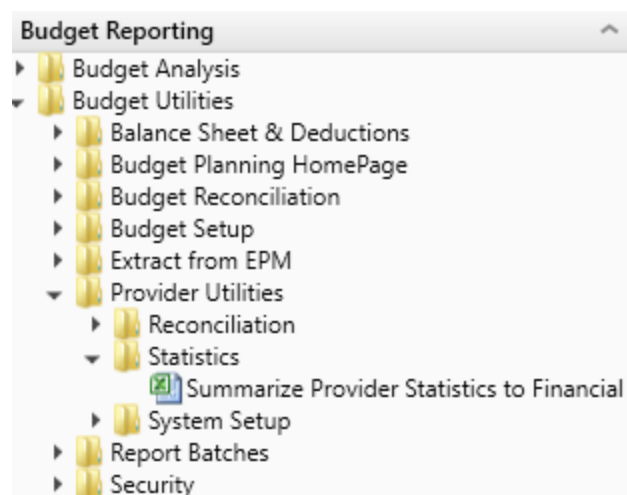 Budget Reporting
Budget Analysis
Budget Utilities
Balance Sheet & Deductions
Budget Planning HomePage
Budget Reconciliation
Budget Setup
Extract from EPM
Provider Utilities
Reconciliation
Statistics
Summarize Provider Statistics to Financial
System Setup
Report Batches
Security